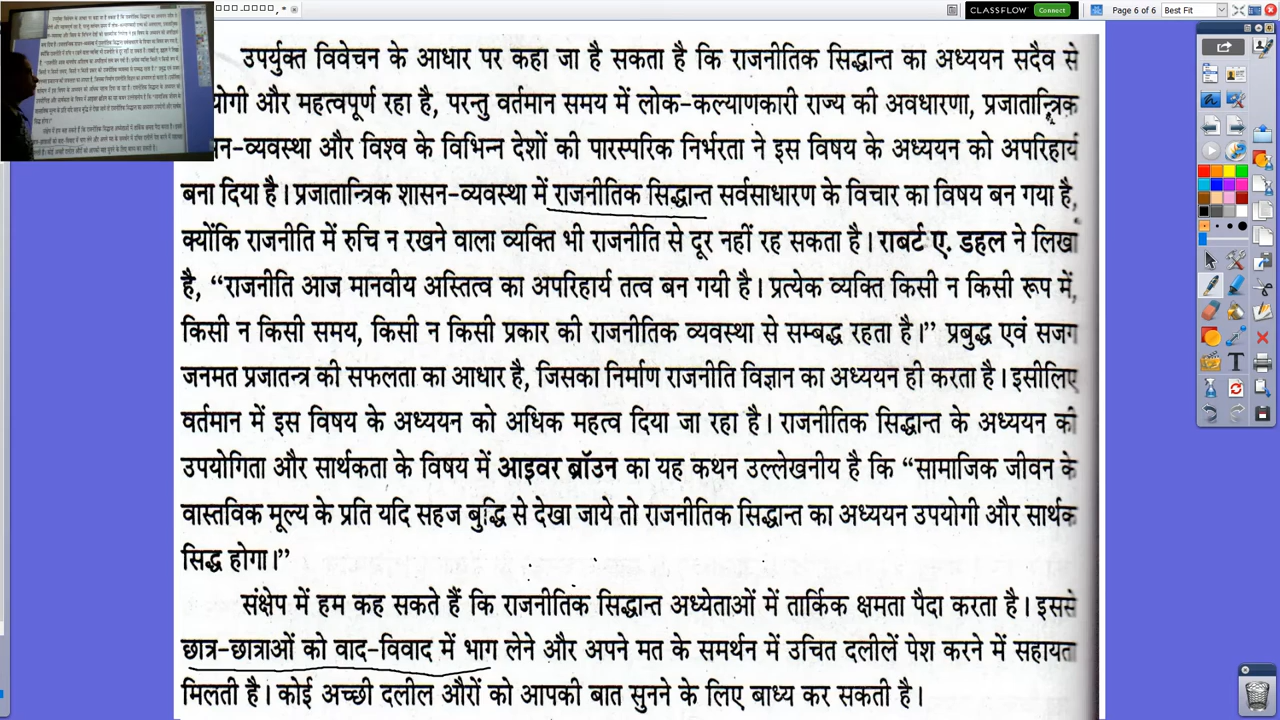 CLASSFLOW Connect Page 6 of 6 Best Fit
उपर्युक्त विवेचन के आधार पर कहा जा है सकता है कि राजनीतिक सिद्धान्त का अध्ययन सदैव से
योगी और महत्वपूर्ण रहा है, परन्तु वर्तमान समय में लोक-कल्याणकारी राज्य की अवधारणा, प्रजातान्त्रिक
न-व्यवस्था और विश्व के विभिन्न देशों की पारस्परिक निर्भरता ने इस विषय के अध्ययन को अपरिहार्य
बना दिया है। प्रजातान्त्रिक शासन-व्यवस्था में राजनीतिक सिद्धान्त सर्वसाधारण के विचार का विषय बन गया है,
क्योंकि राजनीति में रुचि न रखने वाला व्यक्ति भी राजनीति से दूर नहीं रह सकता है। राबर्ट ए. डहल ने लिखा
है, “राजनीति आज मानवीय अस्तित्व का अपरिहार्य तत्व बन गयी है। प्रत्येक व्यक्ति किसी न किसी रूप में,
किसी न किसी समय, किसी न किसी प्रकार की राजनीतिक व्यवस्था से सम्बद्ध रहता है।” प्रबुद्ध एवं सजग
जनमत प्रजातन्त्र की सफलता का आधार है, जिसका निर्माण राजनीति विज्ञान का अध्ययन ही करता है। इसीलिए
वर्तमान में इस विषय के अध्ययन को अधिक महत्व दिया जा रहा है। राजनीतिक सिद्धान्त के अध्ययन की
उपयोगिता और सार्थकता के विषय में आइवर ब्रॉउन का यह कथन उल्लेखनीय है कि “सामाजिक जीवन के
वास्तविक मूल्य के प्रति यदि सहज बुद्धि से देखा जाये तो राजनीतिक सिद्धान्त का अध्ययन उपयोगी और सार्थक
सिद्ध होगा।”
संक्षेप में हम कह सकते हैं कि राजनीतिक सिद्धान्त अध्येताओं में तार्किक क्षमता पैदा करता है। इससे
छात्र-छात्राओं को वाद-विवाद में भाग लेने और अपने मत के समर्थन में उचित दलीलें पेश करने में सहायता
मिलती है। कोई अच्छी दलील औरों को आपकी बात सुनने के लिए बाध्य कर सकती है।